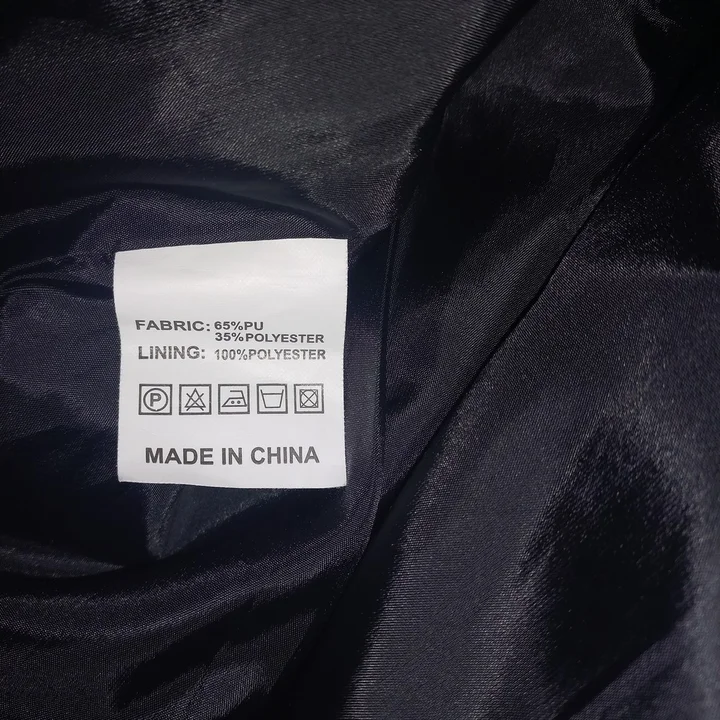 FABRIC: 65%PU
35%POLYESTER
LINING: 100%POLYESTER
P
MADE IN CHINA